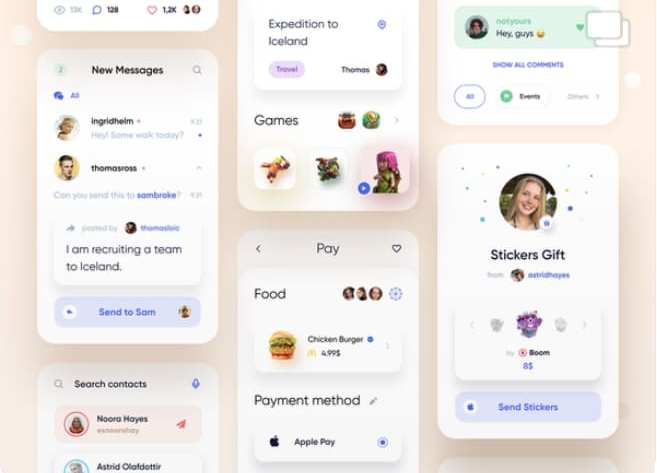 13K
128
1,2K
2
New Messages
All
ingridhelm
9:31
Hey! Some walk today?
thomasross
Can you send this to sambroke?
9:31
posted by thomasloic
I am recruiting a team
to Iceland.
Send to Sam
Search contacts
Noora Hayes
esnoorahay
Astrid Olafdottir
Expedition to
Iceland
Travel
Thomas
Games
Pay
Food
Chicken Burger
4.99$
Payment method
Apple Pay
notyours
Hey, guys
SHOW ALL COMMENTS
All
Events
Others
Stickers Gift
from astridhayes
by Boom
8$
Send Stickers